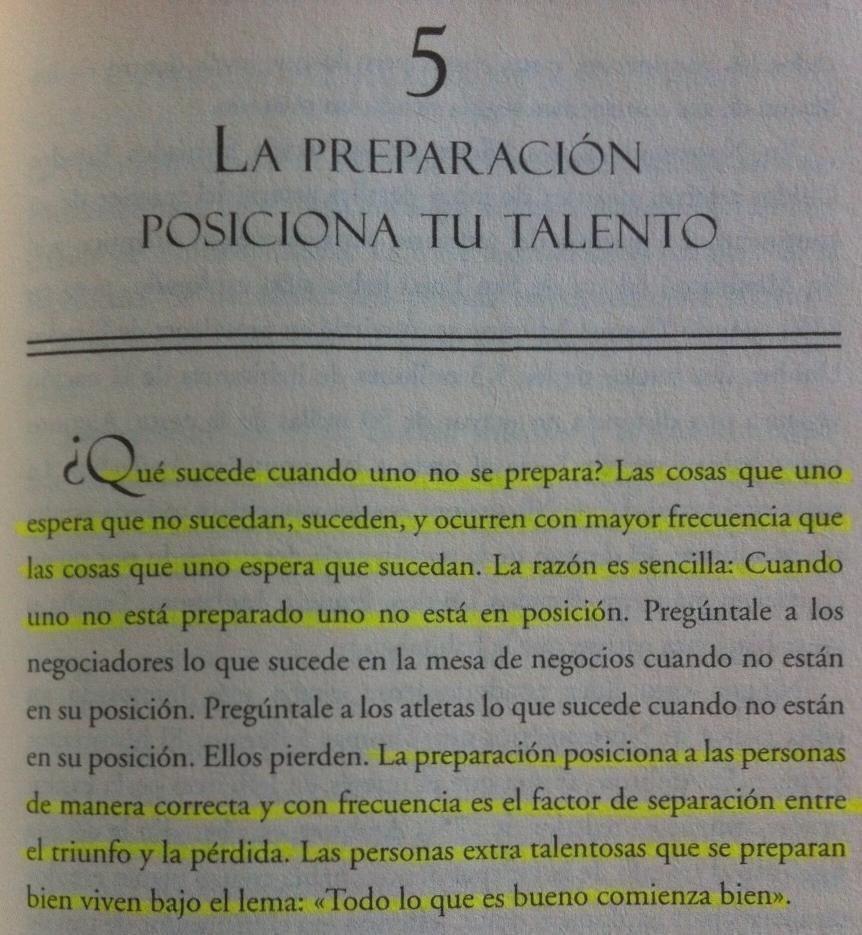 5
LA PREPARACIÓN
POSICIONA TU TALENTO
¿Qué sucede cuando uno no se prepara? Las cosas que uno
espera que no sucedan, suceden, y ocurren con mayor frecuencia que
las cosas que uno espera que sucedan. La razón es sencilla: Cuando
uno no está preparado uno no está en posición. Pregúntale a los
negociadores lo que sucede en la mesa de negocios cuando no están
en su posición. Pregúntale a los atletas lo que sucede cuando no están
en su posición. Ellos pierden. La preparación posiciona a las personas
de manera correcta y con frecuencia es el factor de separación entre
el triunfo y la pérdida. Las personas extra talentosas que se preparan
bien viven bajo el lema: «Todo lo que es bueno comienza bien».